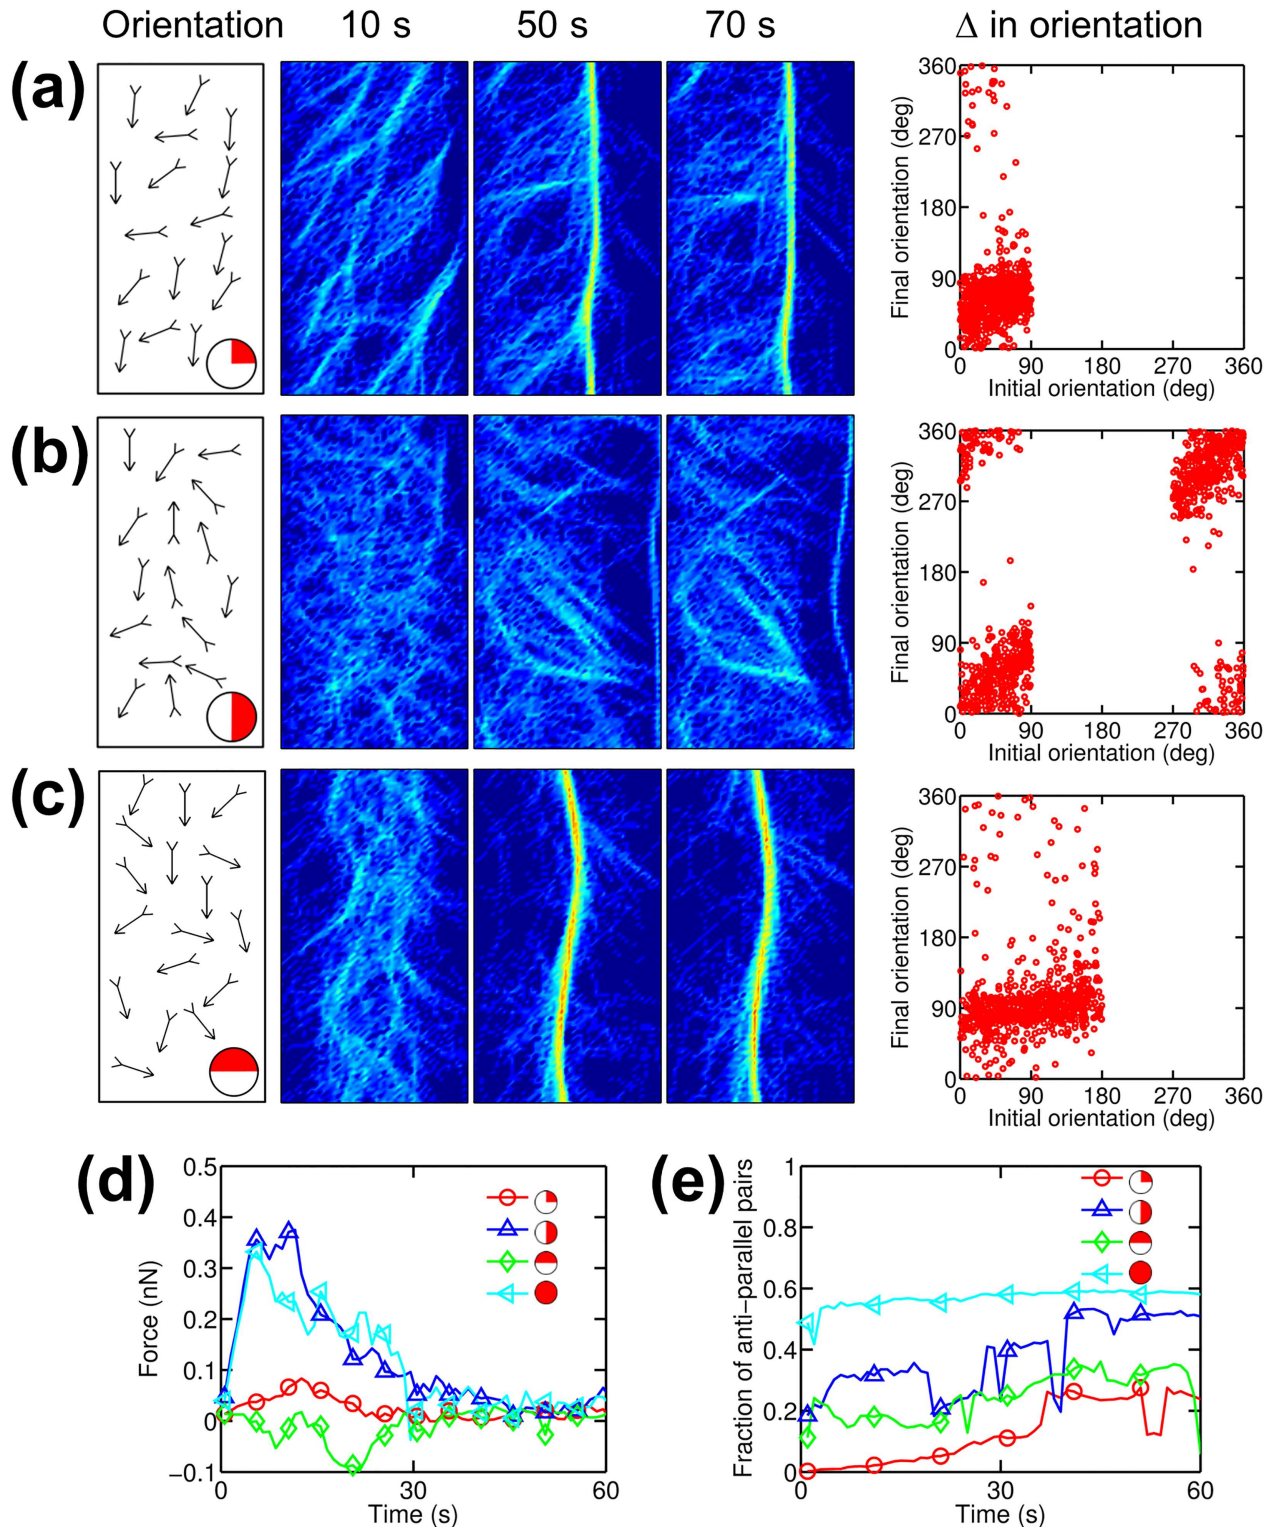 Orientation 10 s 50 s 70 s Δ in orientation
(a)
360
270
180
90
0
Final orientation (deg)
0 90 180 270 360
Initial orientation (deg)
(b)
360
270
180
90
0
Final orientation (deg)
0 90 180 270 360
Initial orientation (deg)
(c)
360
270
180
90
0
Final orientation (deg)
0 90 180 270 360
Initial orientation (deg)
(d)
0.5
0.4
0.3
0.2
0.1
0
−0.1
Force (nN)
0 30 60
Time (s)
(e)
1
0.8
0.6
0.4
0.2
0
Fraction of anti−parallel pairs
0 30 60
Time (s)